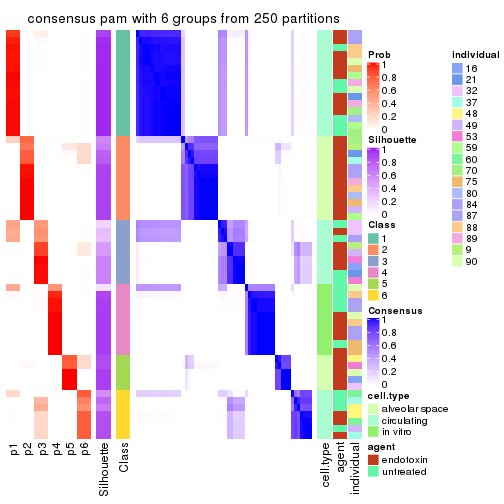 consensus pam with 6 groups from 250 partitions
p1
p2
p3
p4
p5
p6
Silhouette
Class
cell.type
agent
individual
Prob
1
0.8
0.6
0.4
0.2
0
Silhouette
1
0.8
0.6
0.4
0.2
0
Class
1
2
3
4
5
6
Consensus
1
0.8
0.6
0.4
0.2
0
cell.type
alveolar space
circulating
in vitro
agent
endotoxin
untreated
individual
16
21
32
37
48
49
53
59
60
70
75
80
84
87
88
89
9
90